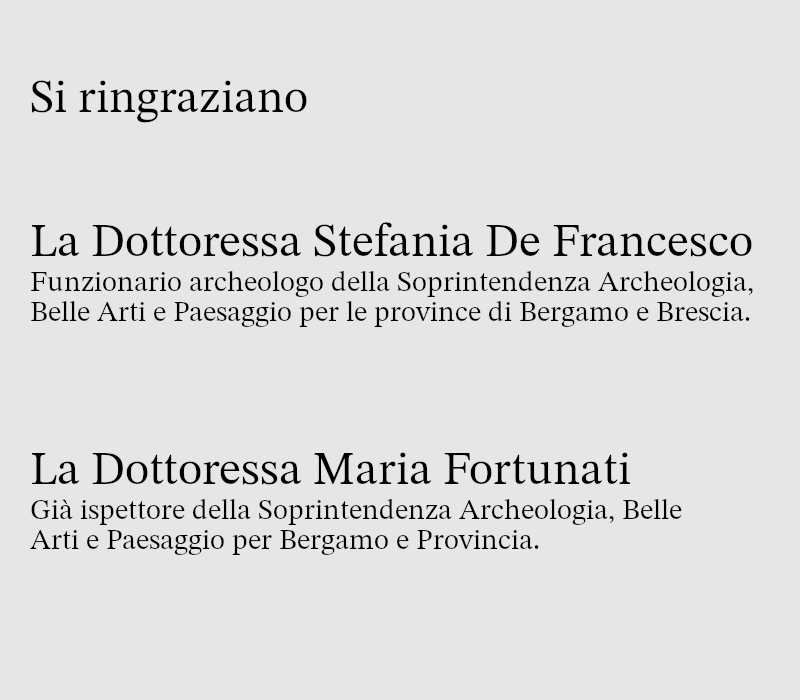 Si ringraziano
La Dottoressa Stefania De Francesco
Funzionario archeologo della Soprintendenza Archeologia,
Belle Arti e Paesaggio per le province di Bergamo e Brescia.
La Dottoressa Maria Fortunati
Già ispettore della Soprintendenza Archeologia, Belle
Arti e Paesaggio per Bergamo e Provincia.